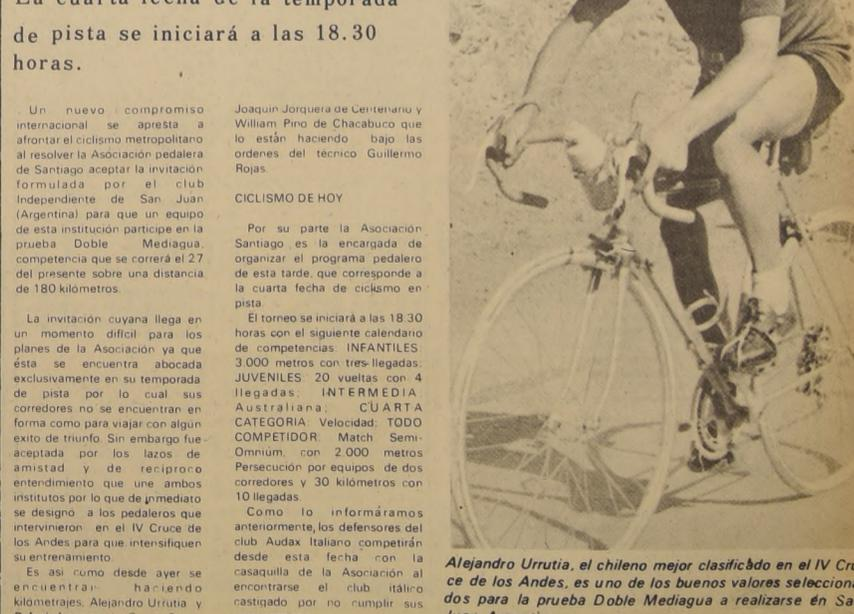 La cuarta fecha de la temporada
de pista se iniciará a las 18.30
horas.
Un nuevo compromiso
internacional se apresta a
afrontar el ciclismo metropolitano
al resolver la Asociación pedalera
de Santiago aceptar la invitación
formulada por el club
Independiente de San Juan
(Argentina) para que un equipo
de esta institución participe en la
prueba Doble Mediagua,
competencia que se correrá el 27
del presente sobre una distancia
de 180 kilómetros.
La invitación cuyana llega en
un momento difícil para los
planes de la Asociación ya que
ésta se encuentra abocada
exclusivamente en su temporada
de pista por lo cual sus
corredores no se encuentran en
forma como para viajar con algún
exito de triunfo. Sin embargo fue
aceptada por los lazos de
amistad y de recíproco
entendimiento que une ambos
institutos por lo que de inmediato
se designó a los pedaleros que
intervinieron en el IV Cruce de
los Andes para que intensifiquen
su entrenamiento.
Es así como desde ayer se
encuentran haciendo
kilómetrajes, Alejandro Urrutia y
Joaquín Jorquera de Centenario y
William Pino de Chacabuco que
lo están haciendo bajo las
ordenes del técnico Guillermo
Rojas.
CICLISMO DE HOY
Por su parte la Asociación
Santiago es la encargada de
organizar el programa pedalero
de esta tarde, que corresponde a
la cuarta fecha de ciclismo en
pista.
El torneo se iniciará a las 18.30
horas con el siguiente calendario
de competencias: INFANTILES:
3.000 metros con tres llegadas;
JUVENILES: 20 vueltas con 4
llegadas; INTERMEDIA:
Australiana; CUARTA
CATEGORIA: Velocidad; TODO
COMPETIDOR: Match Semi-
Omnium, con 2.000 metros
Persecución por equipos de dos
corredores y 30 kilómetros con
10 llegadas.
Como lo informáramos
anteriormente, los defensores del
club Audax Italiano competirán
desde esta fecha con la
casaquilla de la Asociación al
encontrarse el club itálico
castigado por no cumplir sus
Alejandro Urrutia, el chileno mejor clasificado en el IV Cru
ce de los Andes, es uno de los buenos valores selecciona
dos para la prueba Doble Mediagua a realizarse en Sa